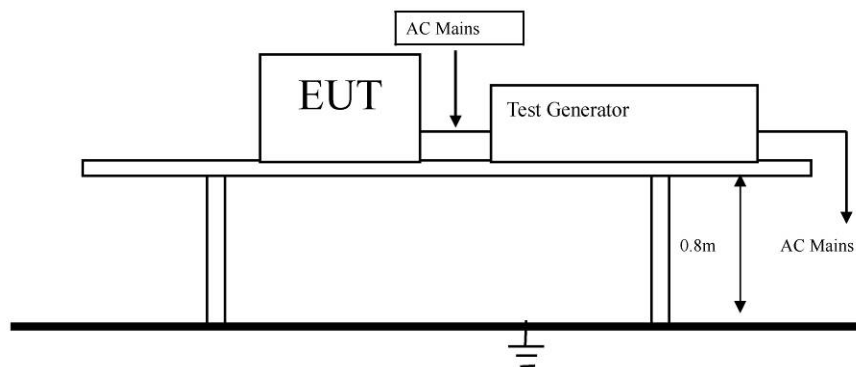 AC Mains
EUT
Test Generator
0.8m
AC Mains